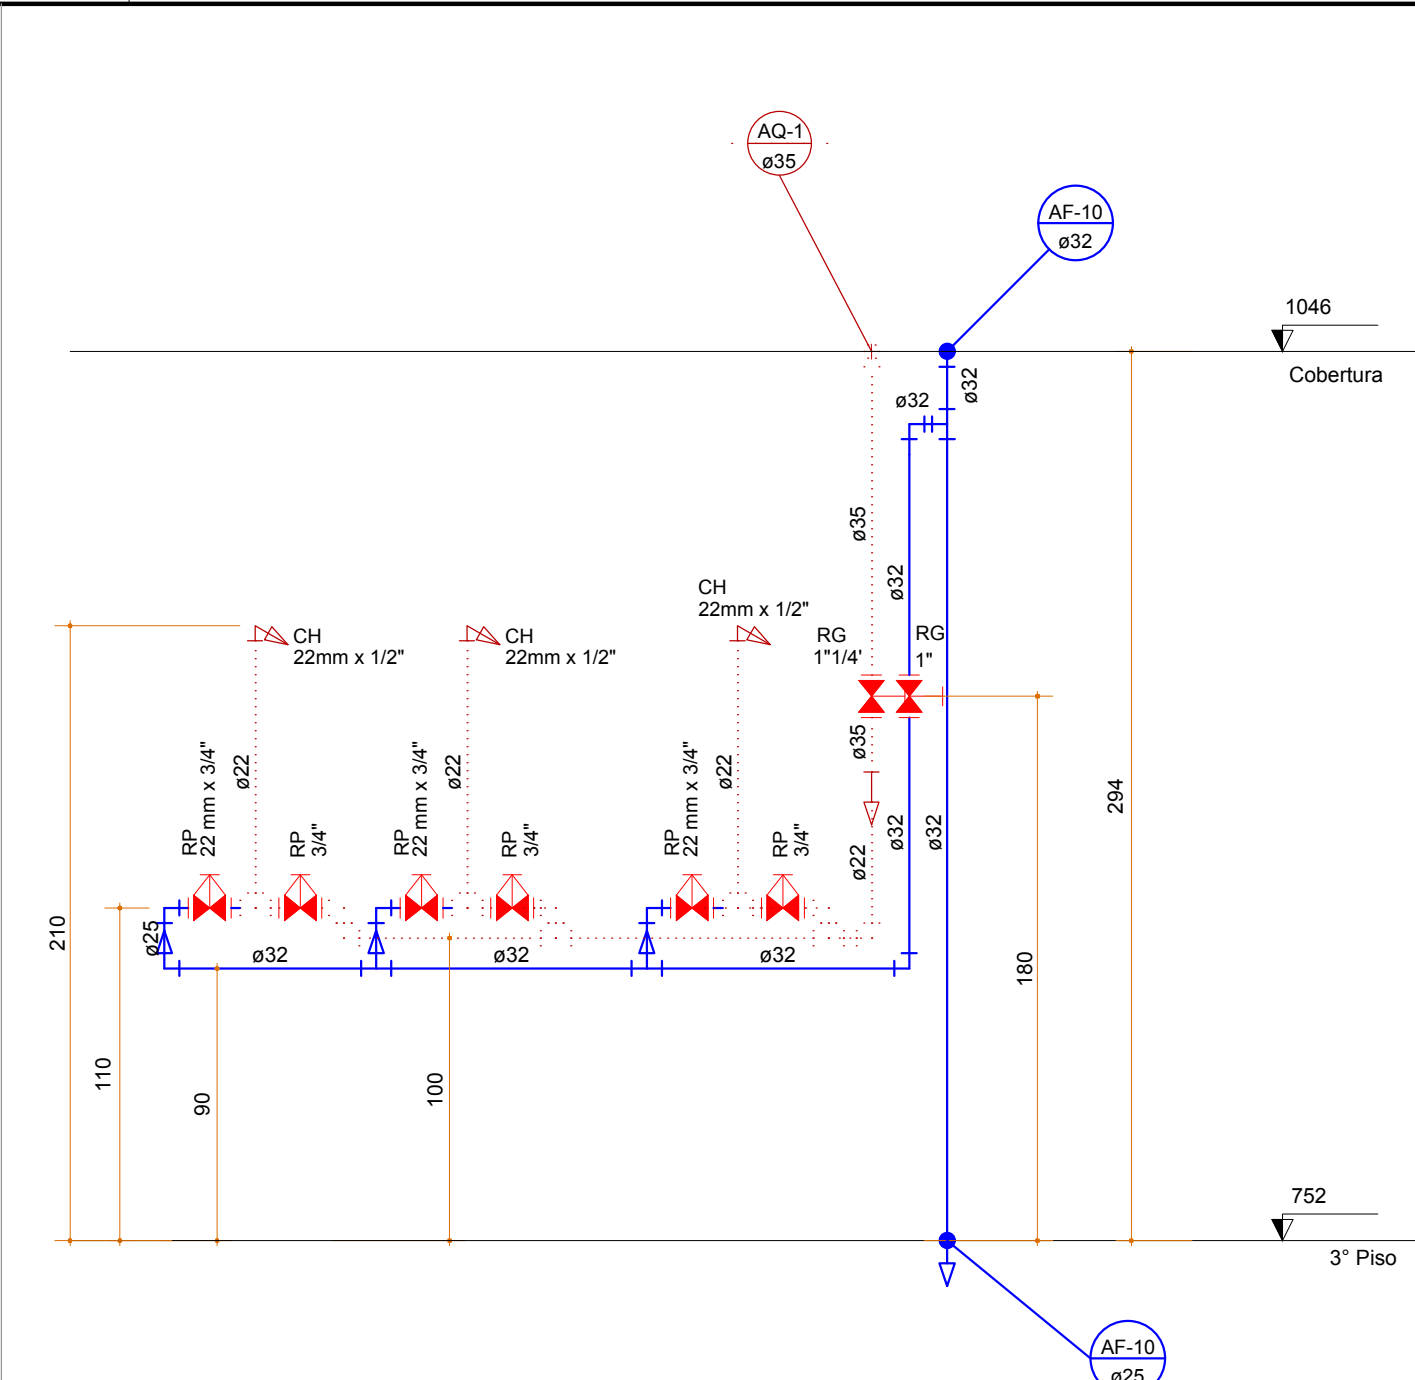 AQ-1
ø35
AF-10
ø32
1046
Cobertura
ø32
ø32
ø35
ø32
CH
22mm x 1/2"
CH
22mm x 1/2"
CH
22mm x 1/2"
RG
1"1/4'
RG
1"
ø35
RP
22 mm x 3/4"
ø22
RP
3/4"
RP
22 mm x 3/4"
ø22
RP
3/4"
RP
22 mm x 3/4"
ø22
RP
3/4"
ø22
ø32
ø32
294
210
ø25
ø32
ø32
ø32
180
110
90
100
752
3° Piso
AF-10
ø25